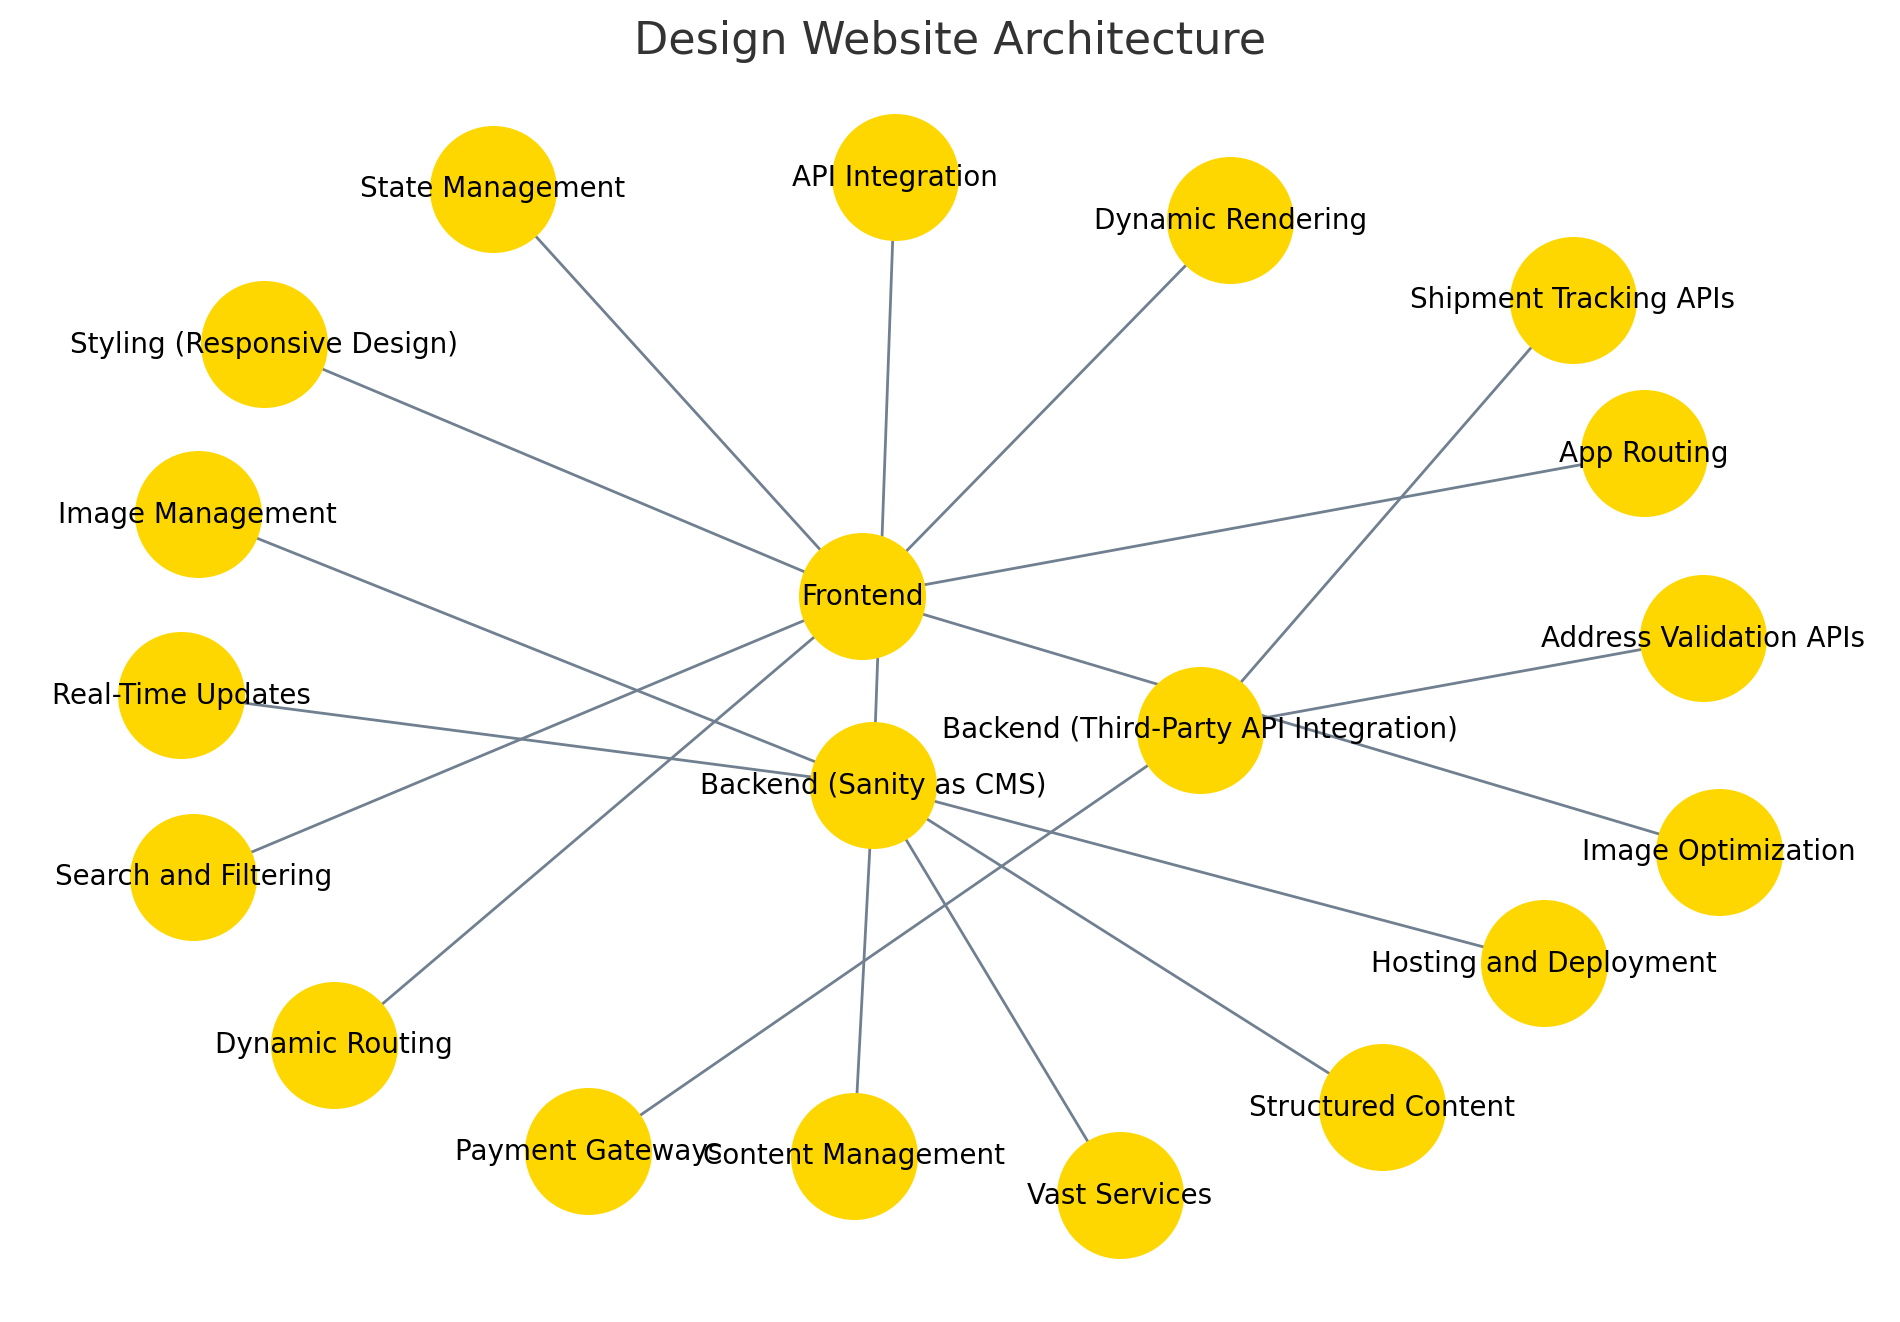 Design Website Architecture
State Management
API Integration
Dynamic Rendering
Shipment Tracking APIs
Styling (Responsive Design)
App Routing
Image Management
Frontend
Address Validation APIs
Real-Time Updates
Backend (Third-Party API Integration)
Backend (Sanity as CMS)
Image Optimization
Search and Filtering
Hosting and Deployment
Dynamic Routing
Structured Content
Payment Gateways
Content Management
Vast Services